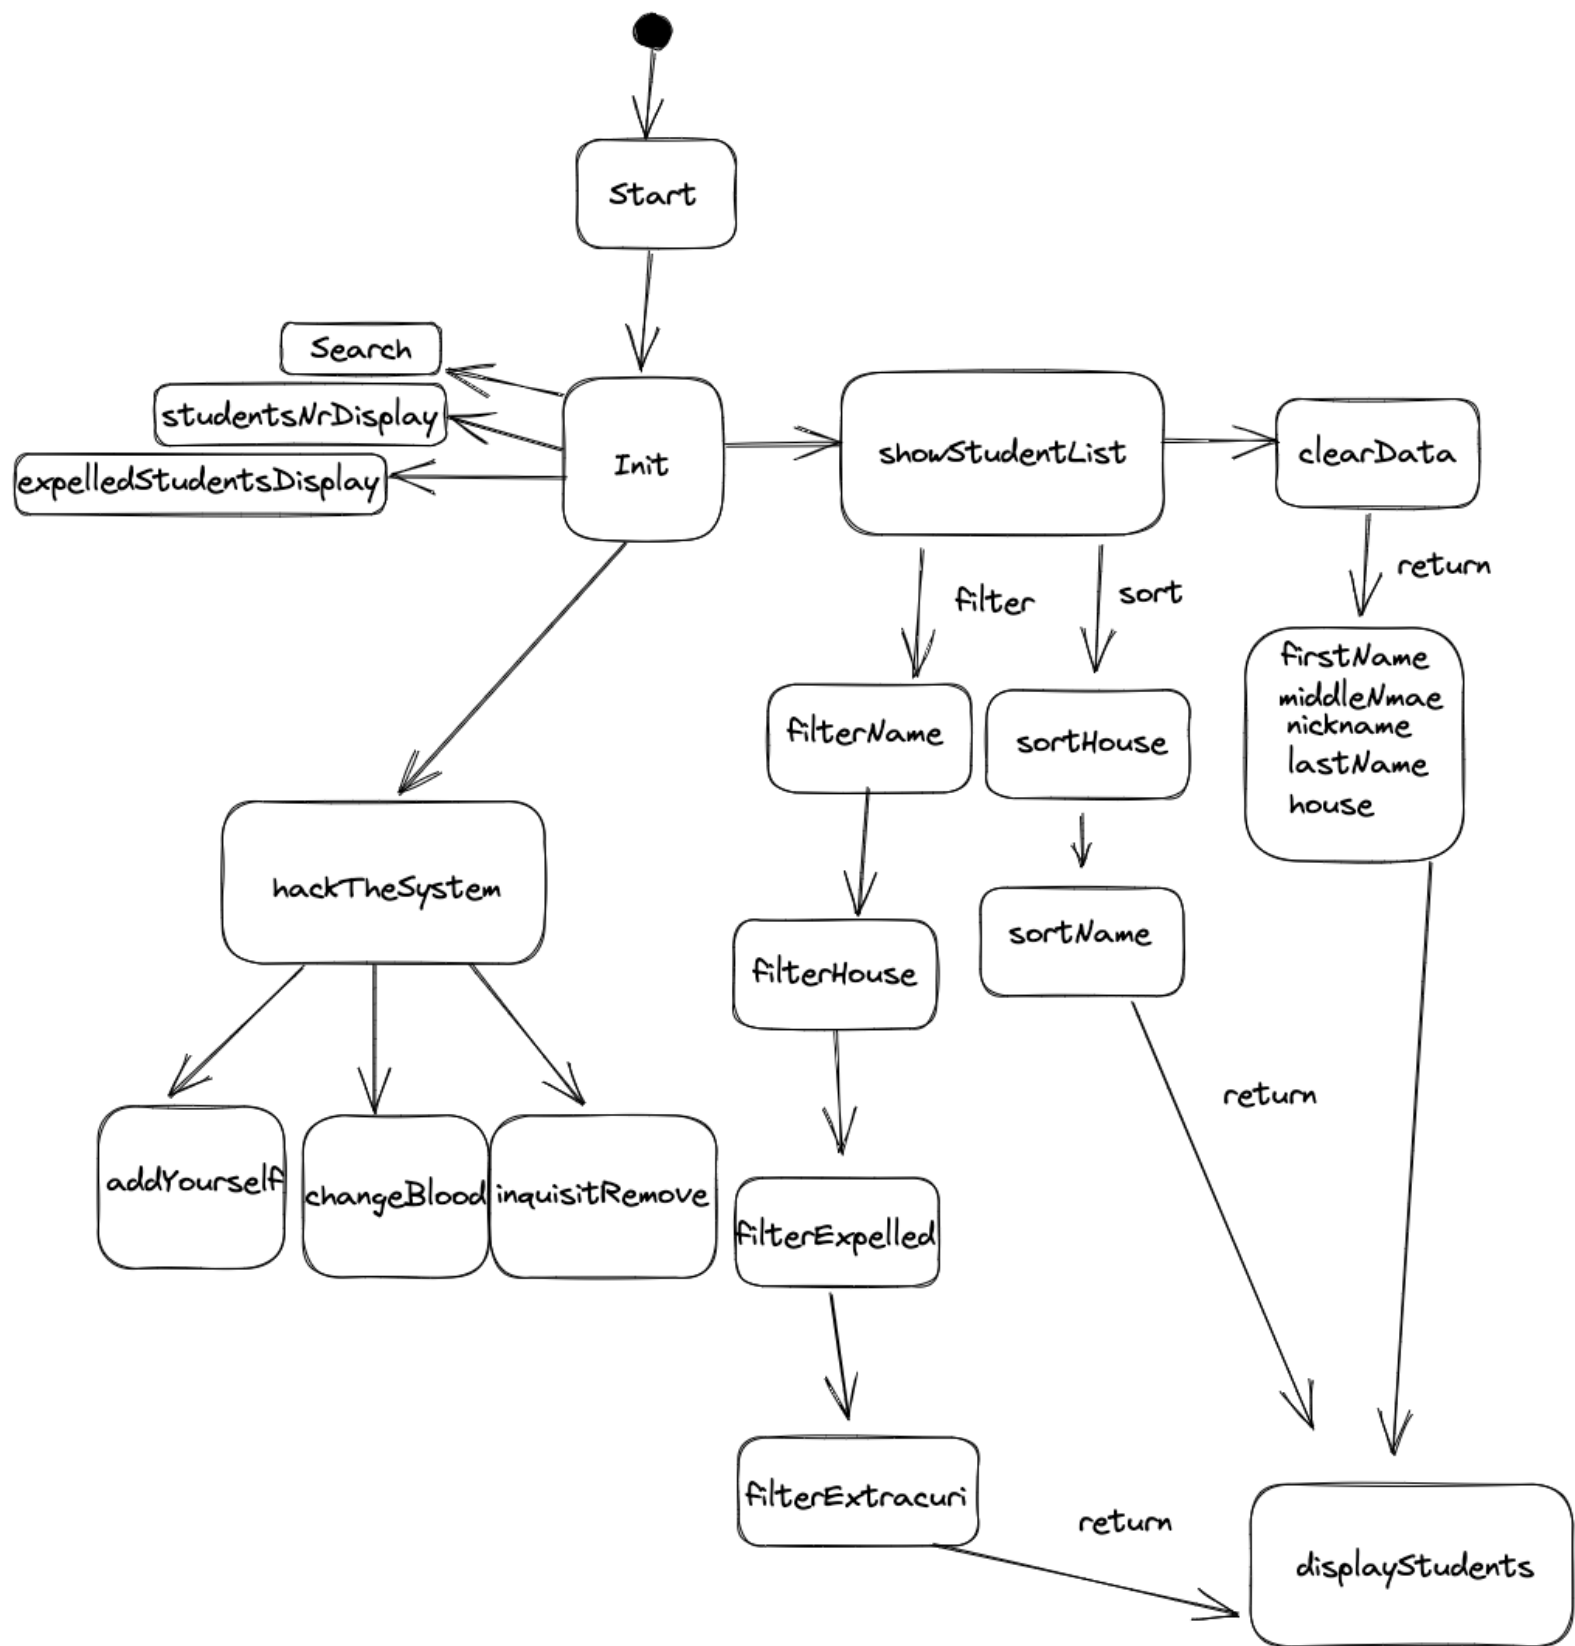 Start
Search
studentsNrDisplay
expelledStudentsDisplay
Init
showStudentList
clearData
return
filter
sort
firstName
middleNmae
nickname
lastName
house
filterName
sortHouse
hackTheSystem
sortName
filterHouse
return
addYourself
changeBlood
inquisitRemove
filterExpelled
filterExtracuri
return
displayStudents